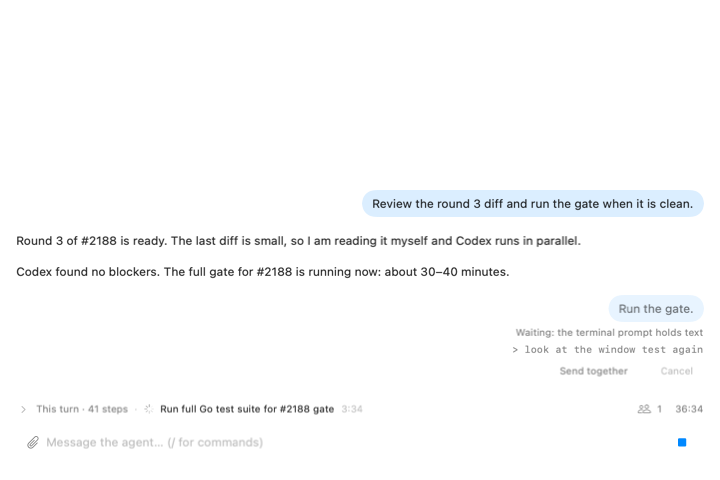 Review the round 3 diff and run the gate when it is clean.
Round 3 of #2188 is ready. The last diff is small, so I am reading it myself and Codex runs in parallel.
Codex found no blockers. The full gate for #2188 is running now: about 30–40 minutes.
Run the gate.
Waiting: the terminal prompt holds text
> look at the window test again
Send together Cancel
This turn · 41 steps · Run full Go test suite for #2188 gate 3:34 1 36:34
Message the agent... (/ for commands)